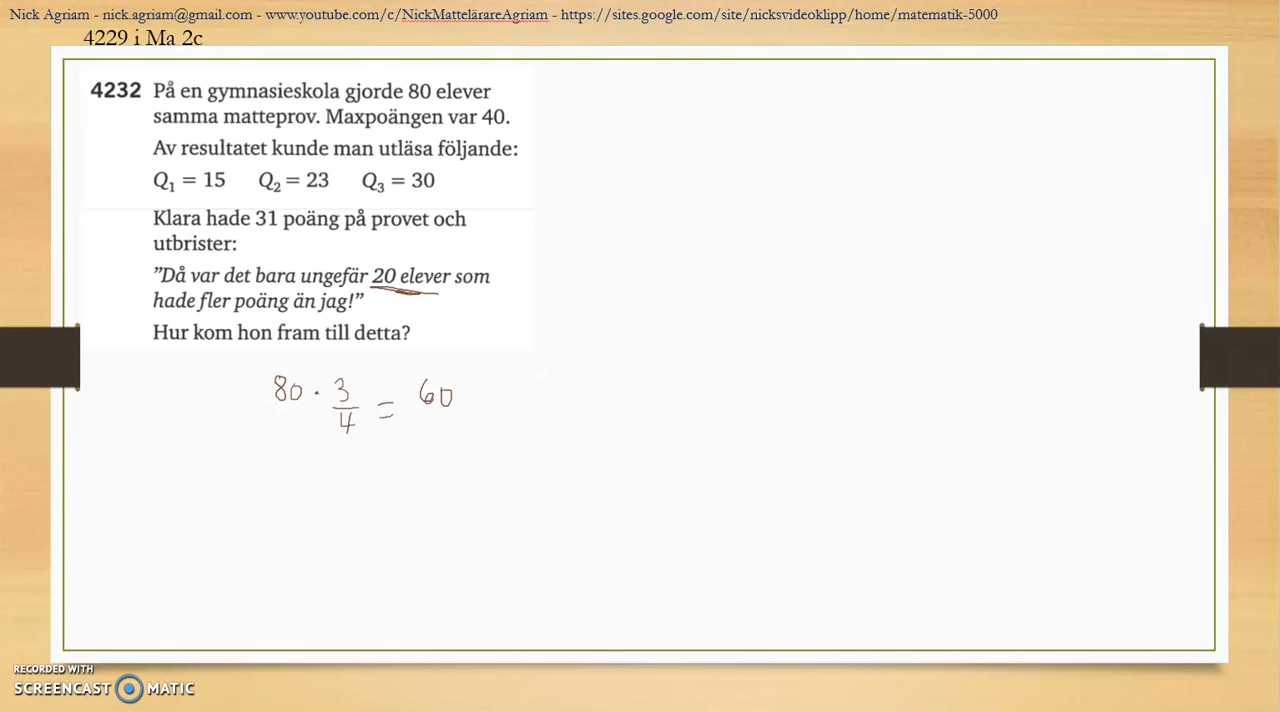 Nick Agriam - nick.agriam@gmail.com - www.youtube.com/c/NickMattelärareAgriam - https://sites.google.com/site/nicksvideoklipp/home/matematik-5000
4229 i Ma 2c
4232 På en gymnasieskola gjorde 80 elever
samma matteprov. Maxpoängen var 40.
Av resultatet kunde man utläsa följande:
Q₁ = 15 Q₂ = 23 Q₃ = 30
Klara hade 31 poäng på provet och
utbrister:
”Då var det bara ungefär 20 elever som
hade fler poäng än jag!”
Hur kom hon fram till detta?
80 · 3/4 = 60
RECORDED WITH
SCREENCAST MATIC